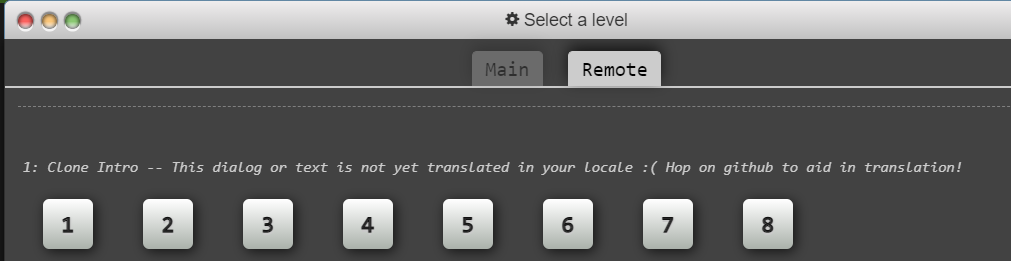 Select a level
Main Remote
1: Clone Intro -- This dialog or text is not yet translated in your locale :( Hop on github to aid in translation!
1 2 3 4 5 6 7 8